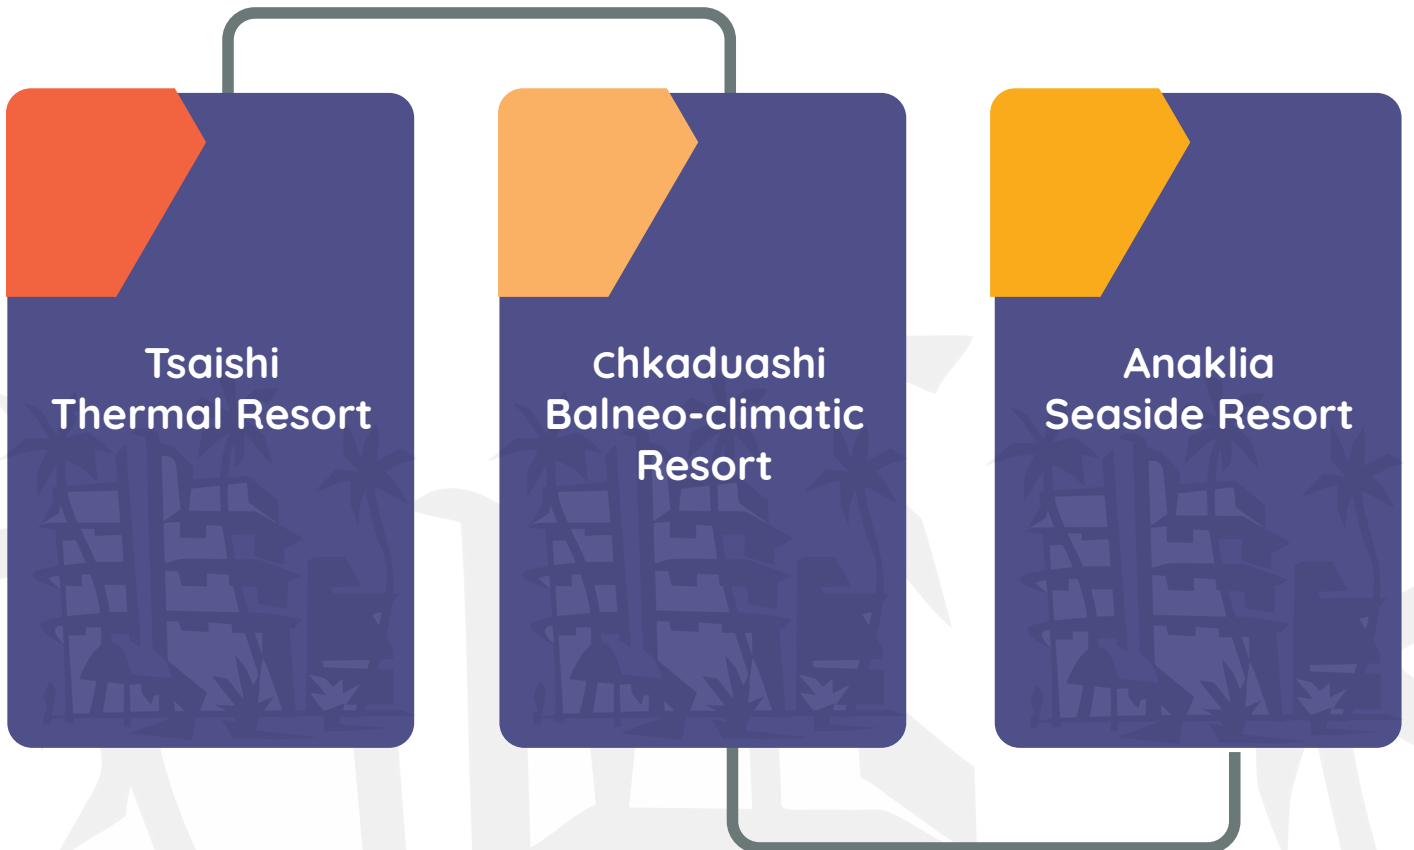 Tsaishi
Thermal Resort
chkaduashi
Balneo-climatic
Resort
Anaklia
Seaside Resort